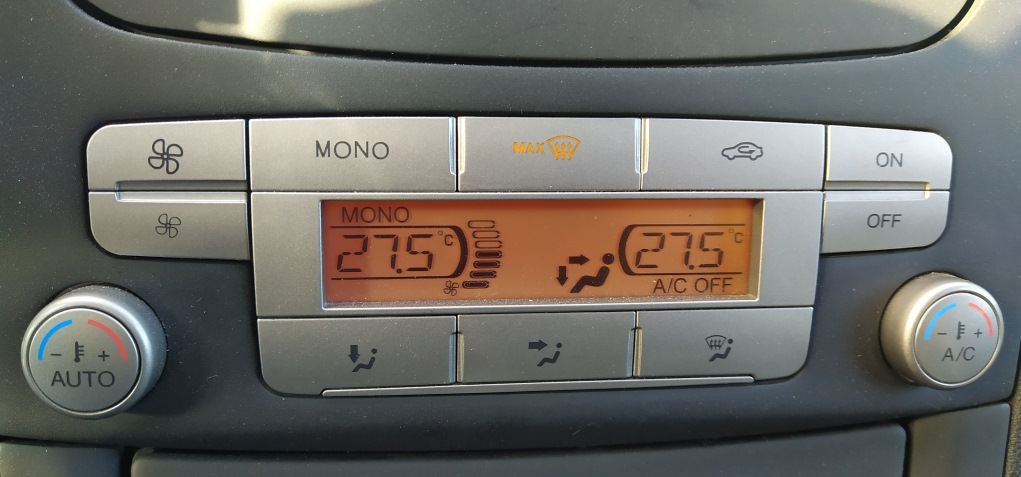 MONO
MAX
ON
OFF
MONO
27.5 °C
27.5 °C
A/C OFF
- +
AUTO
- +
A/C